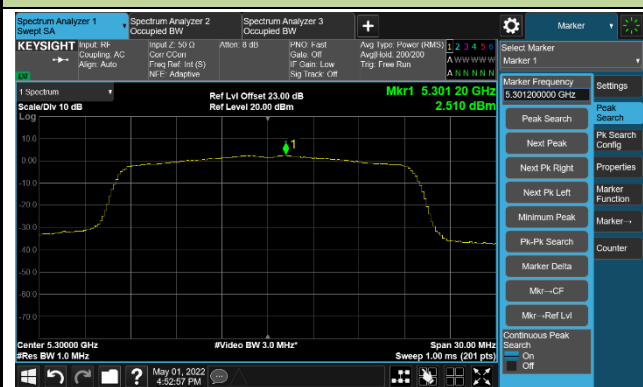 Spectrum Analyzer 1
Swept SA
Spectrum Analyzer 2
Occupied BW
Spectrum Analyzer 3
Occupied BW
+
Marker
KEYSIGHT
Input: RF
Coupling: AC
Align: Auto
Input Z: 50 Ω
Corr CCorr
Freq Ref: Int (S)
NFE: Adaptive
Atten: 8 dB
PNO: Fast
Gate: Off
IF Gain: Low
Sig Track: Off
Avg Type: Power (RMS)
Avg|Hold: 200/200
Trig: Free Run
1 2 3 4 5 6
A W W W W W
A N N N N N
LXI
Select Marker
Marker 1
1 Spectrum
Scale/Div 10 dB
Log
Ref Lvl Offset 23.00 dB
Ref Level 20.00 dBm
Mkr1 5.301 20 GHz
2.510 dBm
1
10.0
0.00
-10.0
-20.0
-30.0
-40.0
-50.0
-60.0
-70.0
Center 5.30000 GHz
#Res BW 1.0 MHz
#Video BW 3.0 MHz*
Span 30.00 MHz
Sweep 1.00 ms (201 pts)
Marker Frequency
5.301200000 GHz
Peak Search
Next Peak
Next Pk Right
Next Pk Left
Minimum Peak
Pk-Pk Search
Marker Delta
Mkr→CF
Mkr→Ref Lvl
Continuous Peak
Search
On
Off
Settings
Peak
Search
Pk Search
Config
Properties
Marker
Function
Marker→
Counter
?
May 01, 2022
4:52:57 PM